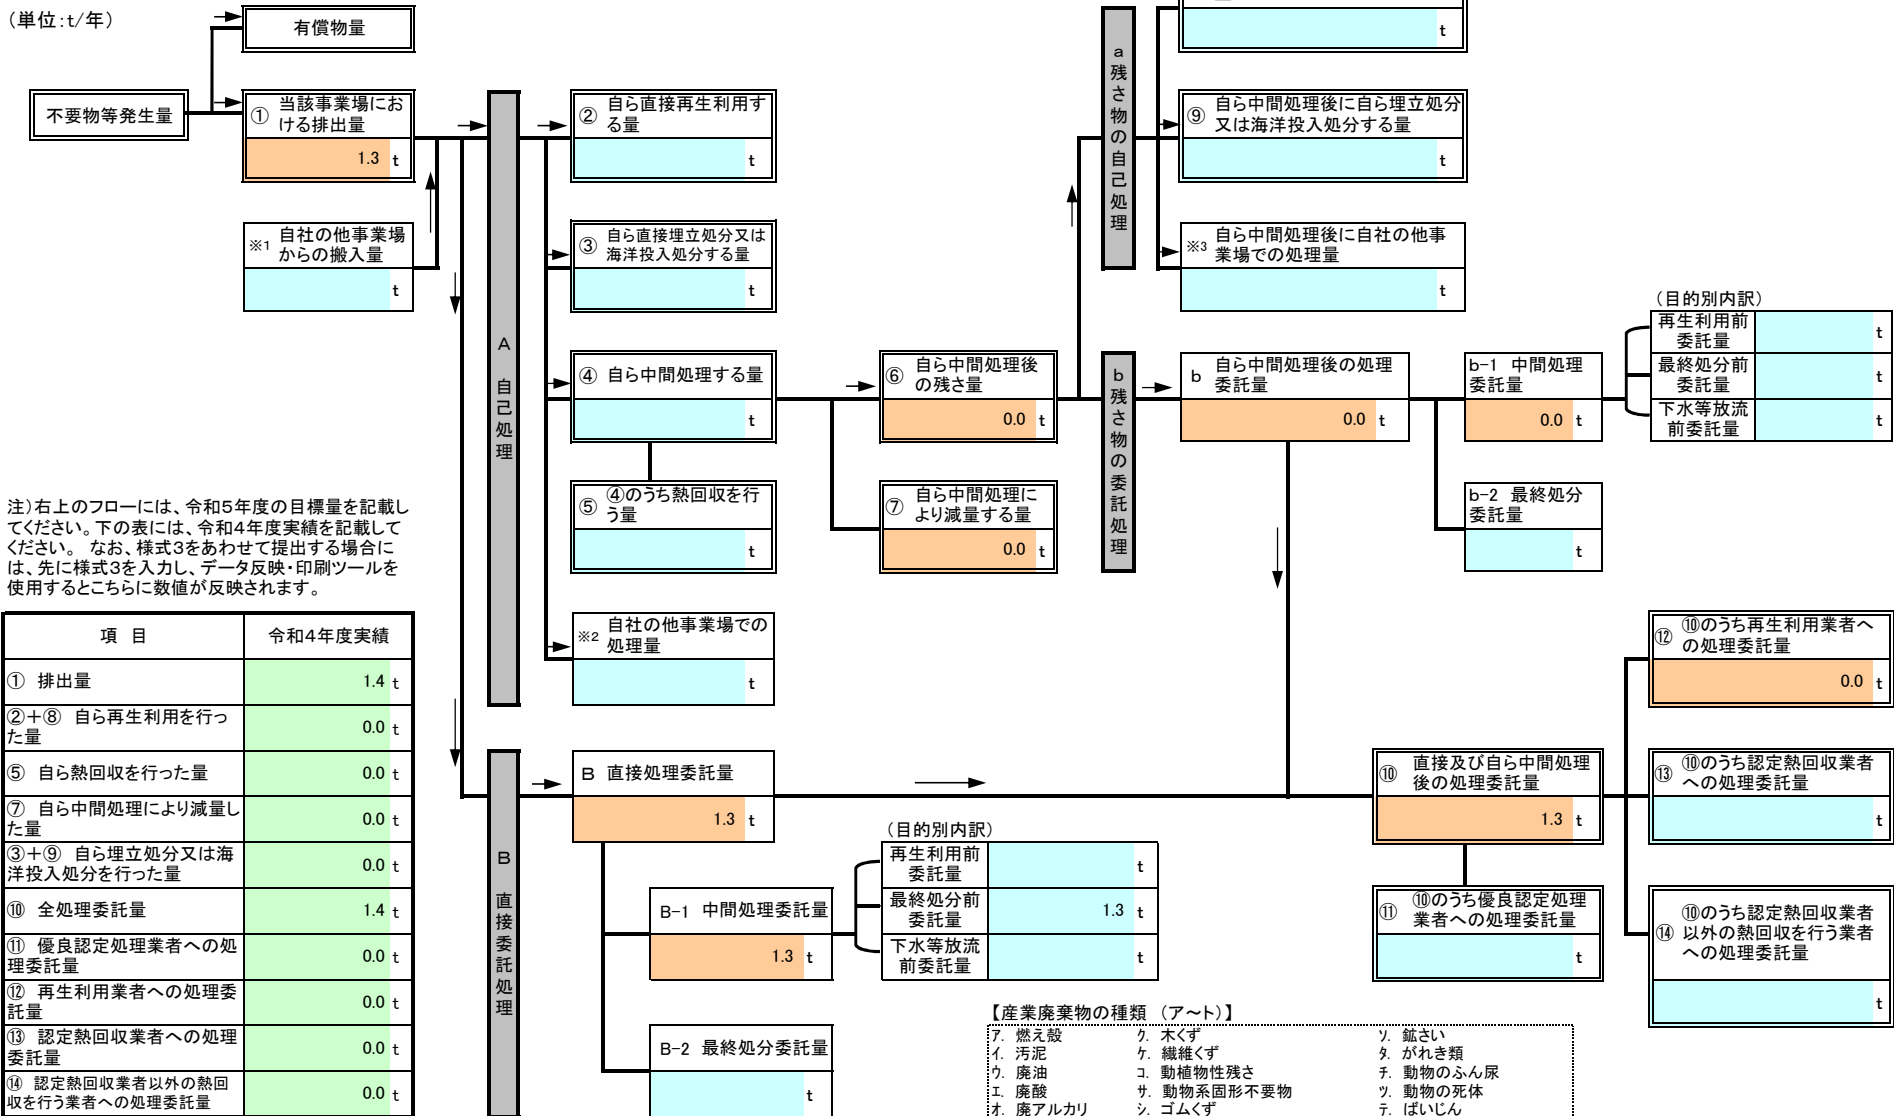 (単位:t/年)
有償物量
不要物等発生量
① 当該事業場にお
ける排出量
1.3 t
※1 自社の他事業場
からの搬入量
t
A 自己処理
② 自ら直接再生利用す
る量
t
③ 自ら直接埋立処分又は
海洋投入処分する量
t
④ 自ら中間処理する量
t
⑤ ④のうち熱回収を行
う量
t
※2 自社の他事業場での
処理量
t
⑥ 自ら中間処理後
の残さ量
0.0 t
⑦ 自ら中間処理に
より減量する量
0.0 t
a 残さ物の自己処理
t
⑨ 自ら中間処理後に自ら埋立処分
又は海洋投入処分する量
t
※3 自ら中間処理後に自社の他事
業場での処理量
t
b 残さ物の委託処理
b 自ら中間処理後の処理
委託量
0.0 t
b-1 中間処理
委託量
0.0 t
(目的別内訳)
再生利用前
委託量
t
最終処分前
委託量
t
下水等放流
前委託量
t
b-2 最終処分
委託量
t
注)右上のフローには、令和5年度の目標量を記載し
てください。下の表には、令和4年度実績を記載して
ください。 なお、様式3をあわせて提出する場合に
は、先に様式3を入力し、データ反映・印刷ツールを
使用するとこちらに数値が反映されます。
項 目 令和4年度実績
① 排出量 1.4 t
②+⑧ 自ら再生利用を行っ
た量 0.0 t
⑤ 自ら熱回収を行った量 0.0 t
⑦ 自ら中間処理により減量し
た量 0.0 t
③+⑨ 自ら埋立処分又は海
洋投入処分を行った量 0.0 t
⑩ 全処理委託量 1.4 t
⑪ 優良認定処理業者への処
理委託量 0.0 t
⑫ 再生利用業者への処理委
託量 0.0 t
⑬ 認定熱回収業者への処理
委託量 0.0 t
⑭ 認定熱回収業者以外の熱回
収を行う業者への処理委託量 0.0 t
B 直接委託処理
B 直接処理委託量
1.3 t
B-1 中間処理委託量
1.3 t
(目的別内訳)
再生利用前
委託量
t
最終処分前
委託量
1.3 t
下水等放流
前委託量
t
B-2 最終処分委託量
t
⑩ 直接及び自ら中間処理
後の処理委託量
1.3 t
⑪ ⑩のうち優良認定処理
業者への処理委託量
t
⑫ ⑩のうち再生利用業者へ
の処理委託量
0.0 t
⑬ ⑩のうち認定熱回収業者
への処理委託量
t
⑭ ⑩のうち認定熱回収業者
以外の熱回収を行う業者
への処理委託量
t
【産業廃棄物の種類 (ア~ト)】
ア. 燃え殻 ク. 木くず ソ. 鉱さい
イ. 汚泥 ケ. 繊維くず タ. がれき類
ウ. 廃油 コ. 動植物性残さ チ. 動物のふん尿
エ. 廃酸 サ. 動物系固形不要物 ツ. 動物の死体
オ. 廃アルカリ シ. ゴムくず テ. ばいじん